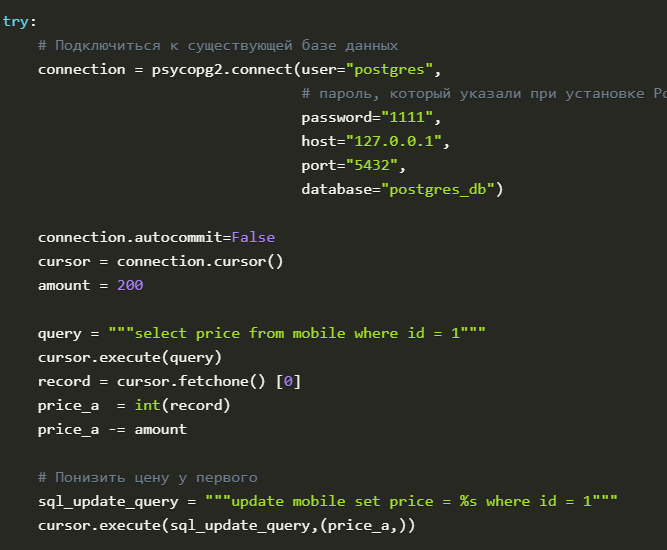 try:
# Подключиться к существующей базе данных
connection = psycopg2.connect(user="postgres",
# пароль, который указали при установке Po
password="1111",
host="127.0.0.1",
port="5432",
database="postgres_db")
connection.autocommit=False
cursor = connection.cursor()
amount = 200
query = """select price from mobile where id = 1"""
cursor.execute(query)
record = cursor.fetchone() [0]
price_a  = int(record)
price_a -= amount
# Понизить цену у первого
sql_update_query = """update mobile set price = %s where id = 1"""
cursor.execute(sql_update_query,(price_a,))